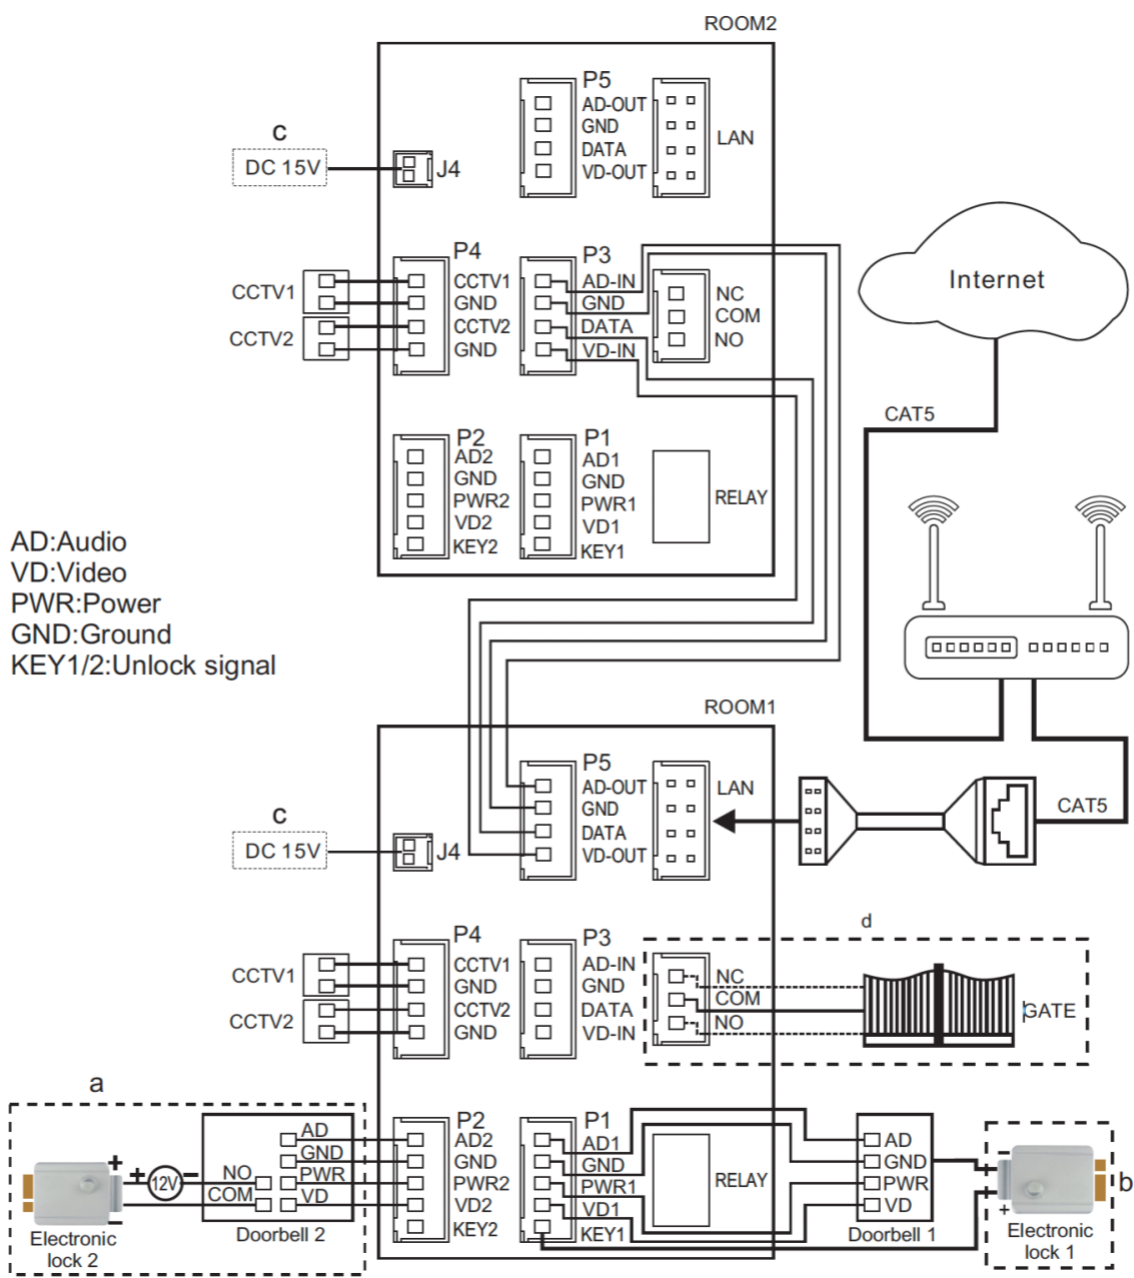 ROOM2
P5
AD-OUT
GND
DATA
VD-OUT
LAN
c
DC 15V
J4
P4
CCTV1
GND
CCTV2
GND
CCTV1
CCTV2
P3
AD-IN
GND
DATA
VD-IN
NC
COM
NO
Internet
CAT5
P2
AD2
GND
PWR2
VD2
KEY2
P1
AD1
GND
PWR1
VD1
KEY1
RELAY
AD:Audio
VD:Video
PWR:Power
GND:Ground
KEY1/2:Unlock signal
ROOM1
P5
AD-OUT
GND
DATA
VD-OUT
LAN
CAT5
c
DC 15V
J4
P4
CCTV1
GND
CCTV2
GND
CCTV1
CCTV2
P3
AD-IN
GND
DATA
VD-IN
d
NC
COM
NO
GATE
a
+
+
12V
−
−
NO
COM
AD
GND
PWR
VD
Doorbell 2
Electronic
lock 2
P2
AD2
GND
PWR2
VD2
KEY2
P1
AD1
GND
PWR1
VD1
KEY1
RELAY
AD
GND
PWR
VD
Doorbell 1
−
+
b
Electronic
lock 1